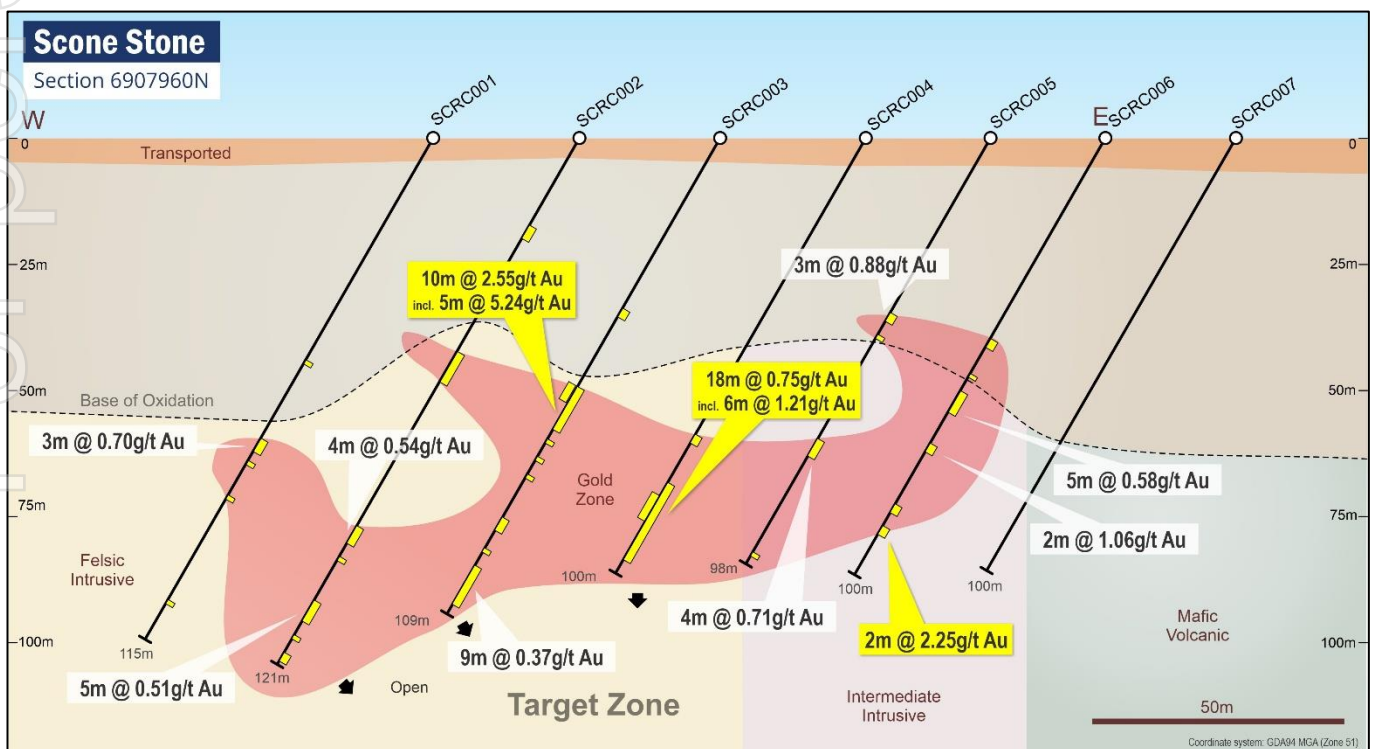 Scone Stone
Section 6907960N
W
E
SCRC001
SCRC002
SCRC003
SCRC004
SCRC005
SCRC006
SCRC007
0
0
Transported
25m
25m
3m @ 0.88g/t Au
10m @ 2.55g/t Au
incl. 5m @ 5.24g/t Au
50m
50m
Base of Oxidation
18m @ 0.75g/t Au
incl. 6m @ 1.21g/t Au
3m @ 0.70g/t Au
4m @ 0.54g/t Au
Gold
Zone
5m @ 0.58g/t Au
75m
75m
2m @ 1.06g/t Au
Felsic
Intrusive
100m
98m
100m
100m
109m
4m @ 0.71g/t Au
2m @ 2.25g/t Au
Mafic
Volcanic
100m
100m
115m
121m
9m @ 0.37g/t Au
5m @ 0.51g/t Au
Open
Target Zone
Intermediate
Intrusive
50m
Coordinate system: GDA94 MGA (Zone 51)